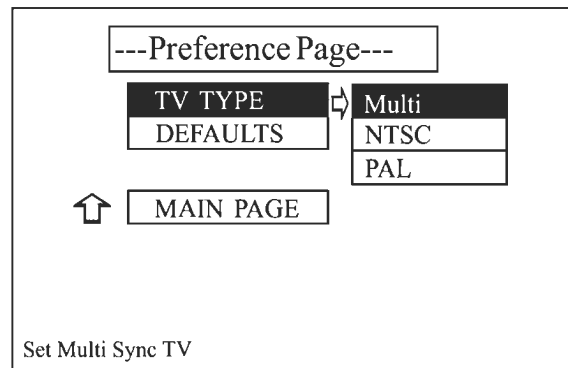 ---Preference Page---
TV TYPE
Multi
DEFAULTS
NTSC
PAL
MAIN PAGE
Set Multi Sync TV